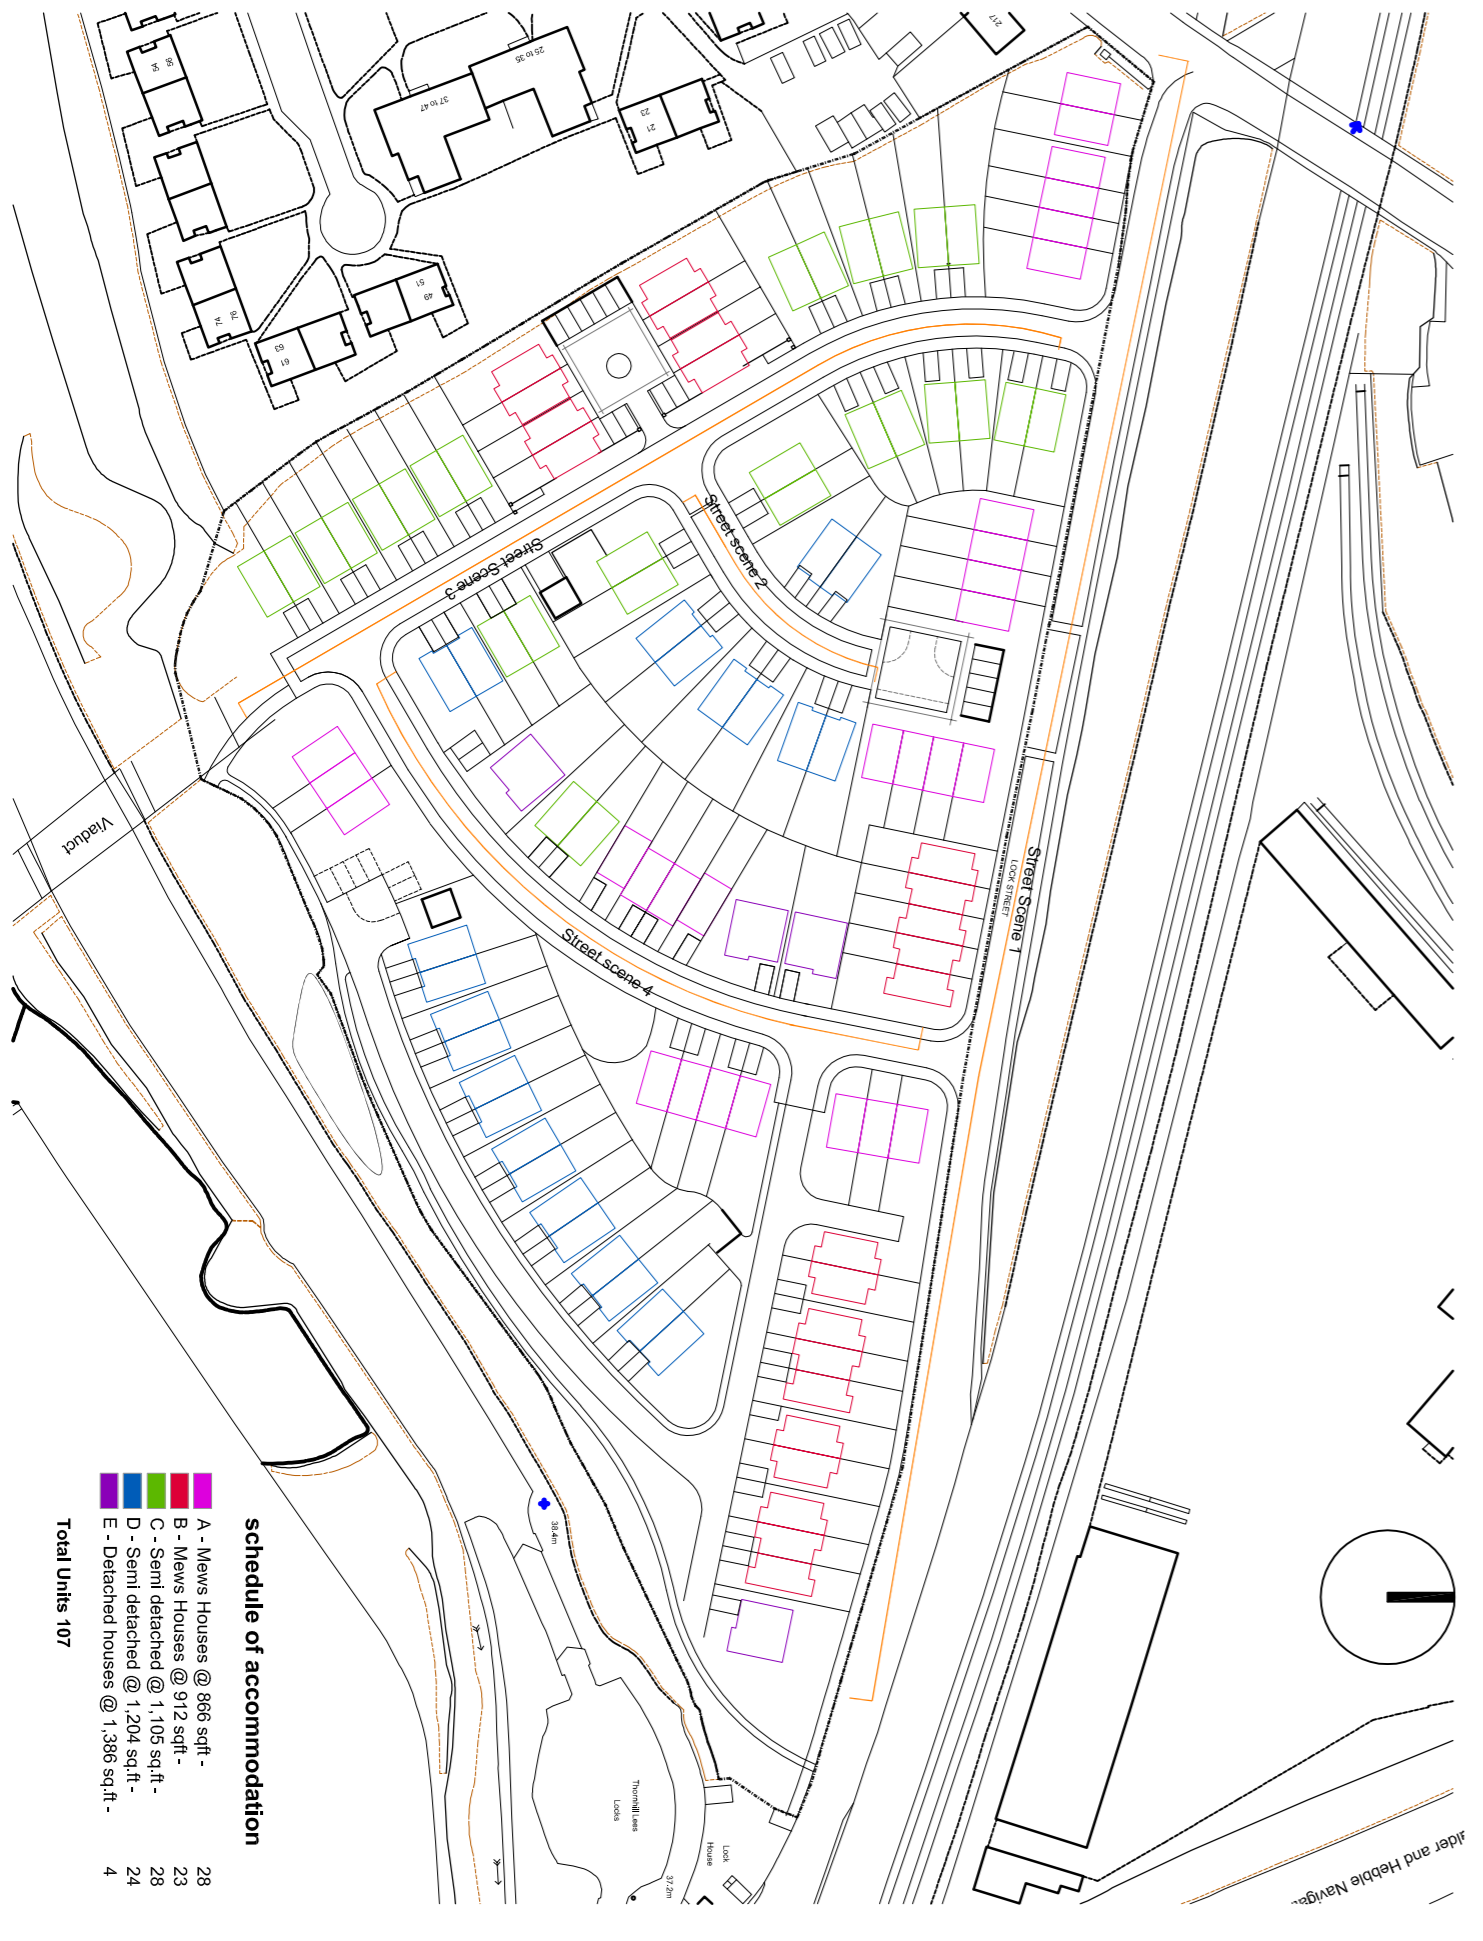 schedule of accommodation
A - Mews Houses @ 866 sqft - 28
B - Mews Houses @ 912 sqft - 23
C - Semi detached @ 1,105 sq.ft - 28
D - Semi detached @ 1,204 sq.ft - 24
E - Detached houses @ 1,386 sq.ft - 4
Total Units 107
Street Scene 1
LOCK STREET
Street scene 2
Street Scene 3
Street scene 4
Viaduct
Thornhill Lees
Locks
Lock
House
38.4m
37.2m
alder and Hebble Naviga
217
25 to 35
37 to 47
23
21
56
54
51
49
76
74
63
61